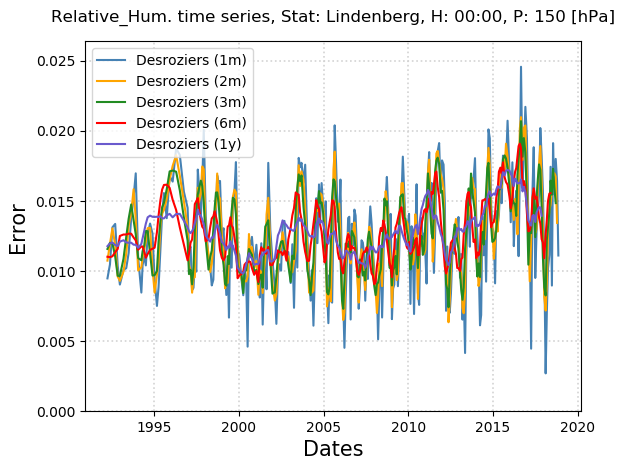 Relative_Hum. time series, Stat: Lindenberg, H: 00:00, P: 150 [hPa]
Desroziers (1m)
Desroziers (2m)
Desroziers (3m)
Desroziers (6m)
Desroziers (1y)
Error
0.025
0.020
0.015
0.010
0.005
0.000
1995 2000 2005 2010 2015 2020
Dates